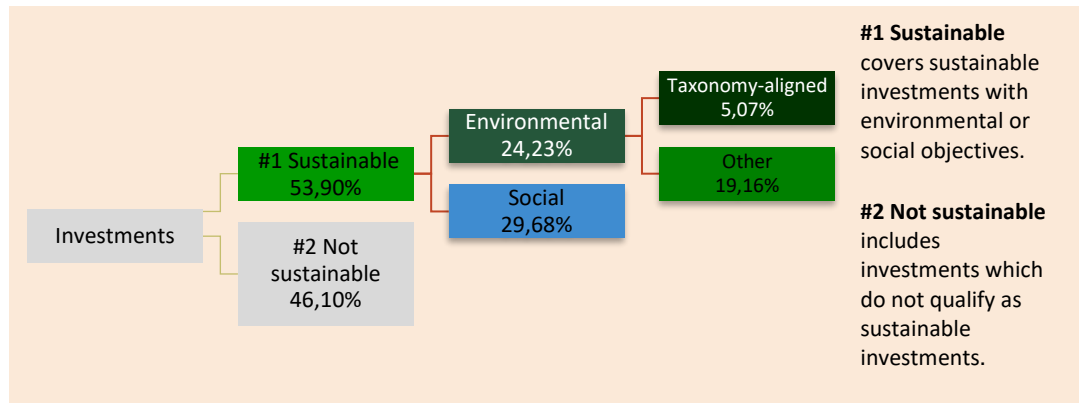 Investments
#1 Sustainable
53,90%
#2 Not
sustainable
46,10%
Environmental
24,23%
Social
29,68%
Taxonomy-aligned
5,07%
Other
19,16%
#1 Sustainable
covers sustainable
investments with
environmental or
social objectives.
#2 Not sustainable
includes
investments which
do not qualify as
sustainable
investments.